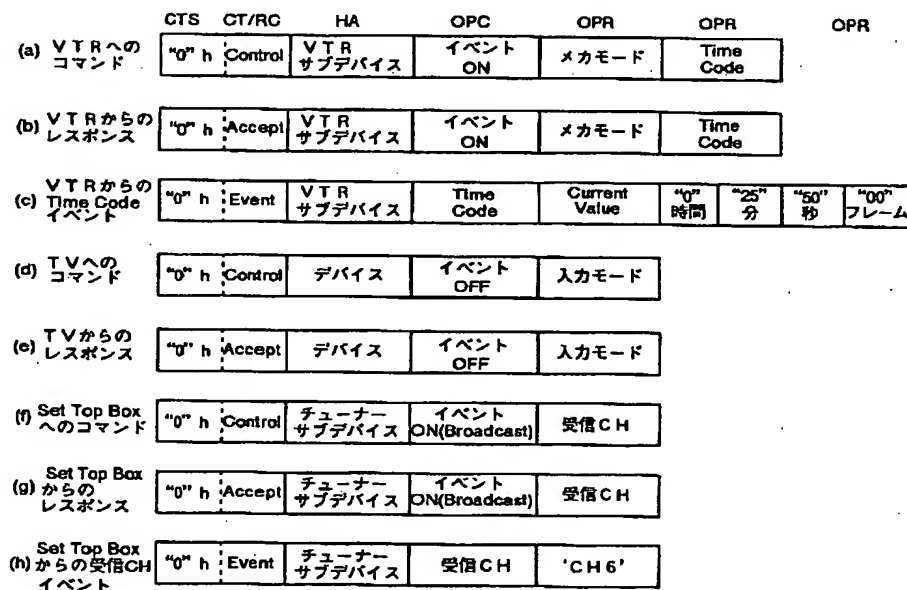 CTS CT/RC HA OPC OPR OPR OPR
(a) VTRへの
コマンド
"0" h Control VTR
サブデバイス イベント
ON メカモード Time
Code
(b) VTRからの
レスポンス
"0" h Accept VTR
サブデバイス イベント
ON メカモード Time
Code
(c) VTRからの
Time Code
イベント
"0" h Event VTR
サブデバイス Time
Code Current
Value "0"
時間 "25"
分 "50"
秒 "00"
フレーム
(d) TVへの
コマンド
"0" h Control デバイス イベント
OFF 入力モード
(e) TVからの
レスポンス
"0" h Accept デバイス イベント
OFF 入力モード
(f) Set Top Box
へのコマンド
"0" h Control チューナー
サブデバイス イベント
ON(Broadcast) 受信CH
(g) Set Top Box
からの
レスポンス
"0" h Accept チューナー
サブデバイス イベント
ON(Broadcast) 受信CH
(h) Set Top Box
からの受信CH
イベント
"0" h Event チューナー
サブデバイス 受信CH 'CH6'